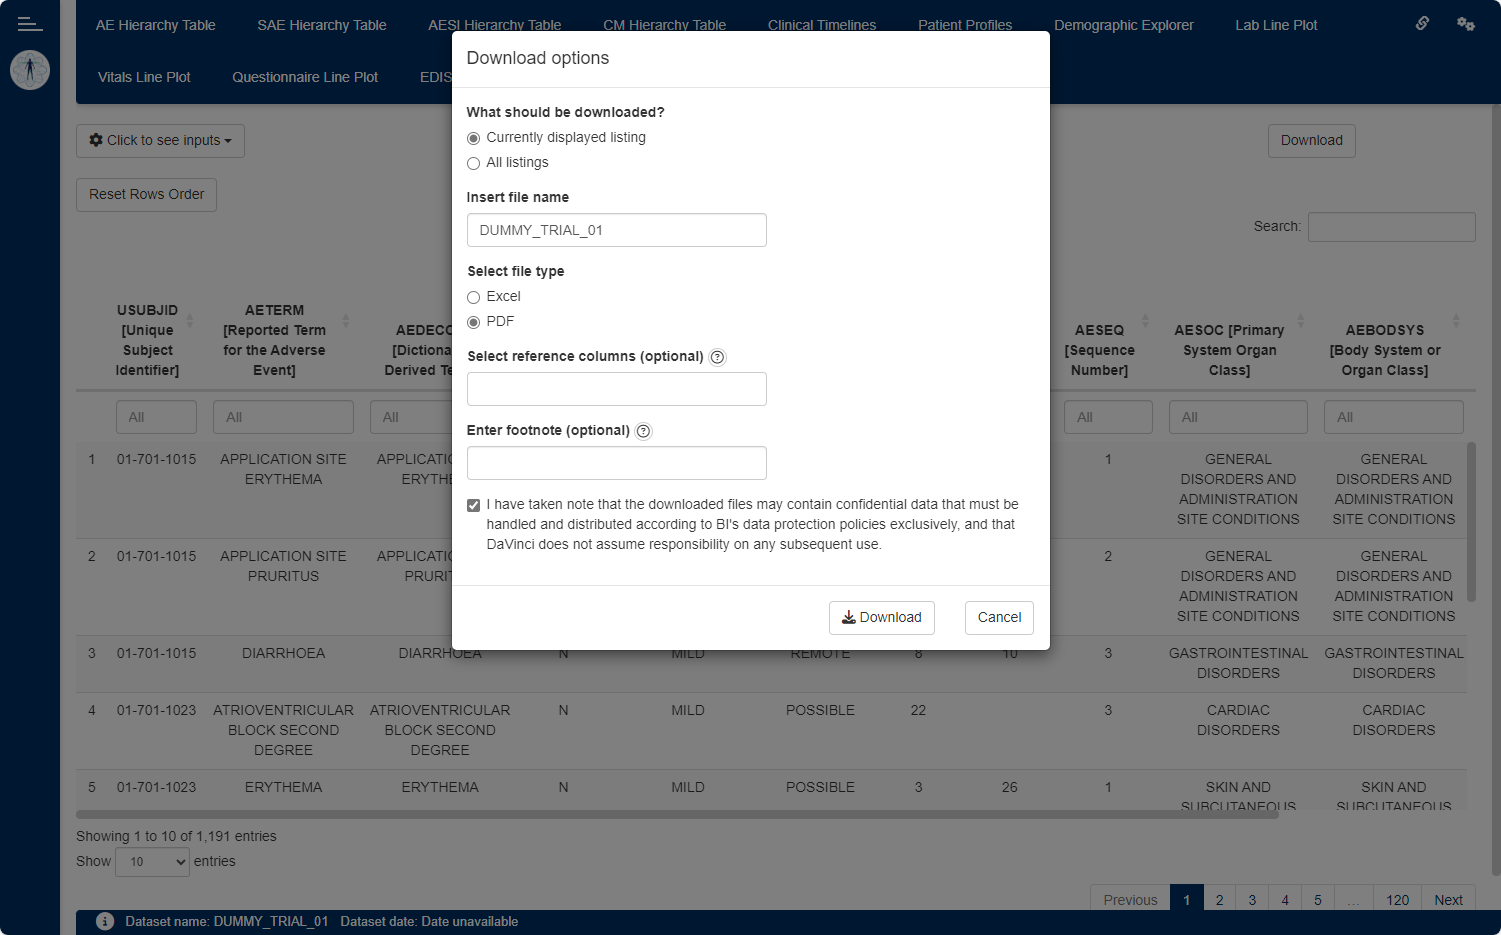 AE Hierarchy Table SAE Hierarchy Table AESI Hierarchy Table CM Hierarchy Table Clinical Timelines Patient Profiles Demographic Explorer Lab Line Plot
Vitals Line Plot Questionnaire Line Plot EDIS
Download options
What should be downloaded?
Currently displayed listing
All listings
Insert file name
DUMMY_TRIAL_01
Select file type
Excel
PDF
Select reference columns (optional) ?
Enter footnote (optional) ?
I have taken note that the downloaded files may contain confidential data that must be
handled and distributed according to BI's data protection policies exclusively, and that
DaVinci does not assume responsibility on any subsequent use.
Download Cancel
Click to see inputs
Download
Reset Rows Order
Search:
USUBJID
[Unique
Subject
Identifier]
AETERM
[Reported Term
for the Adverse
Event]
AEDECO
[Dictiona
Derived Te
AESEQ
[Sequence
Number]
AESOC [Primary
System Organ
Class]
AEBODSYS
[Body System or
Organ Class]
All All All All All All
1 01-701-1015 APPLICATION SITE APPLICATIO 1 GENERAL GENERAL
ERYTHEMA ERYTHE DISORDERS AND DISORDERS AND
ADMINISTRATION ADMINISTRATION
SITE CONDITIONS SITE CONDITIONS
2 01-701-1015 APPLICATION SITE APPLICATIO 2 GENERAL GENERAL
PRURITUS PRURIT DISORDERS AND DISORDERS AND
ADMINISTRATION ADMINISTRATION
SITE CONDITIONS SITE CONDITIONS
3 01-701-1015 DIARRHOEA DIARRHOEA N MILD REMOTE 8 10 3 GASTROINTESTINAL GASTROINTESTINAL
DISORDERS DISORDERS
4 01-701-1023 ATRIOVENTRICULAR ATRIOVENTRICULAR N MILD POSSIBLE 22 3 CARDIAC CARDIAC
BLOCK SECOND BLOCK SECOND DISORDERS DISORDERS
DEGREE DEGREE
5 01-701-1023 ERYTHEMA ERYTHEMA N MILD POSSIBLE 3 26 1 SKIN AND SKIN AND
SUBCUTANEOUS SUBCUTANEOUS
Showing 1 to 10 of 1,191 entries
Show 10 entries
Previous 1 2 3 4 5 … 120 Next
i Dataset name: DUMMY_TRIAL_01 Dataset date: Date unavailable